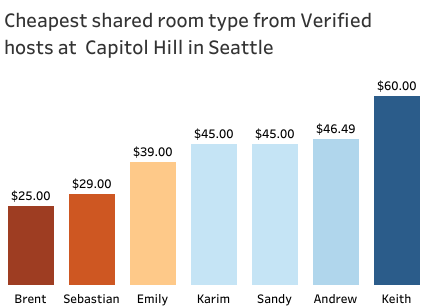 Cheapest shared room type from Verified
hosts at Capitol Hill in Seattle
$60.00
$45.00 $45.00 $46.49
$39.00
$29.00
$25.00
Brent Sebastian Emily Karim Sandy Andrew Keith